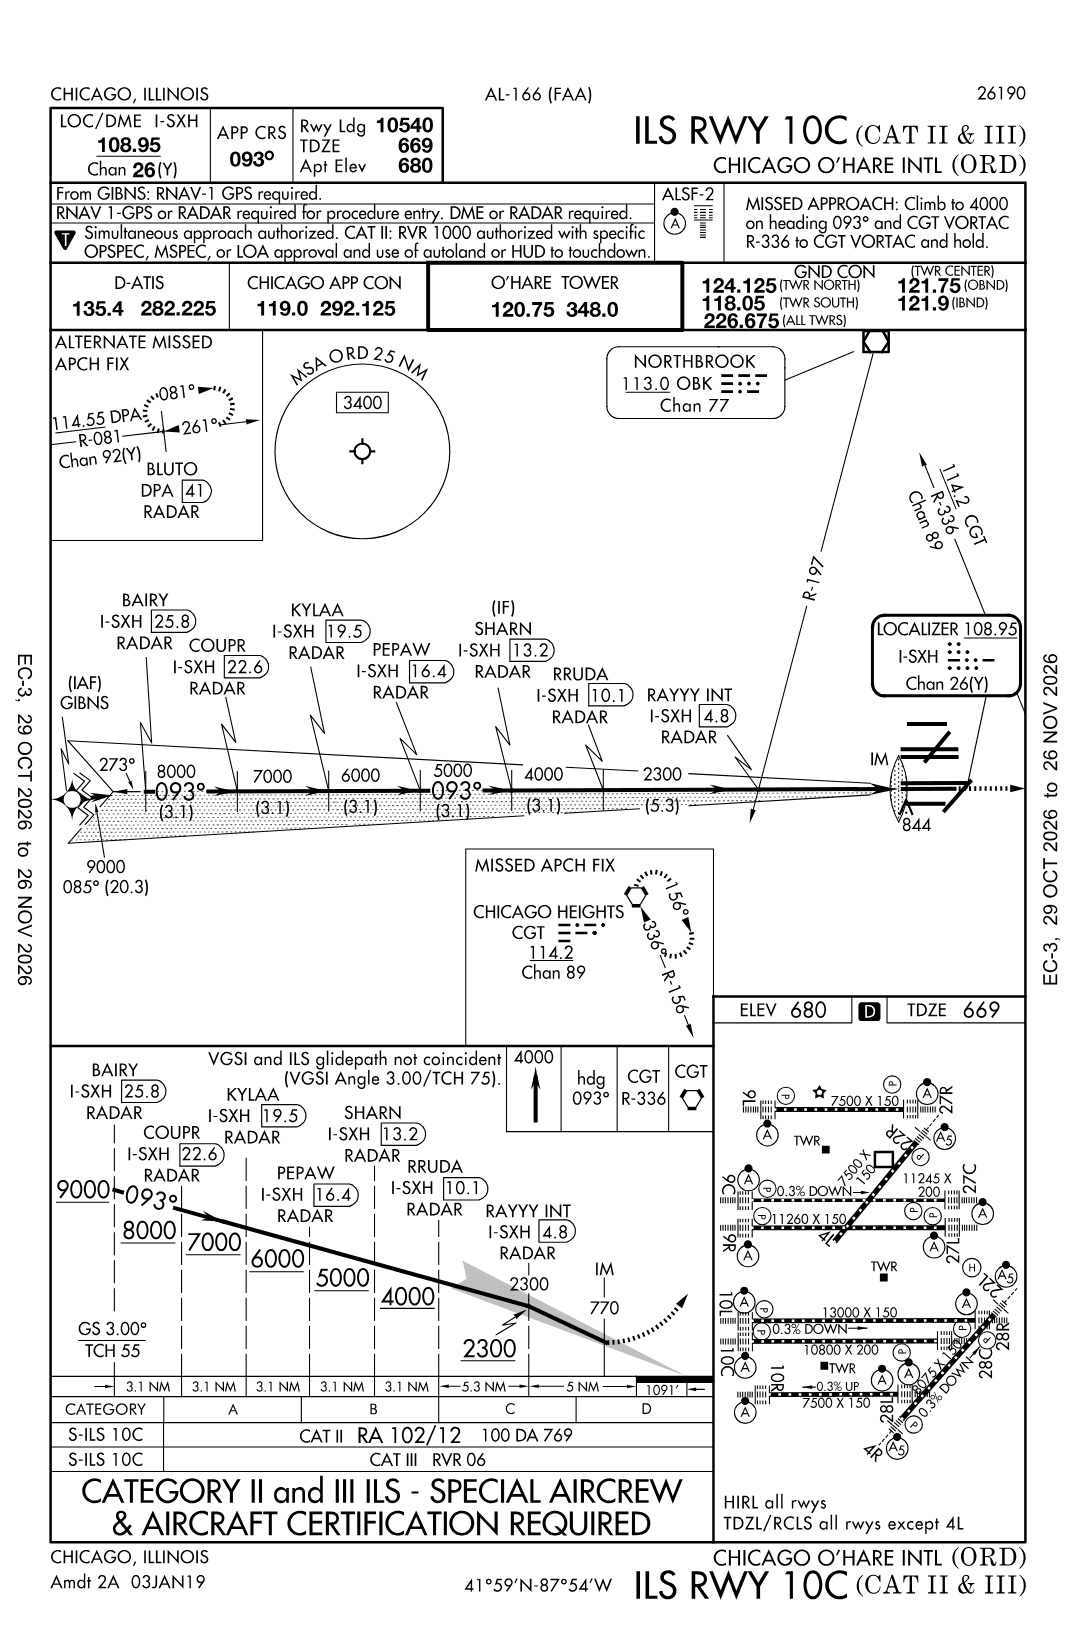 CHICAGO, ILLINOIS
AL-166 (FAA)
26190
LOC/DME I-SXH
108.95
Chan 26(Y)
APP CRS
093°
Rwy Ldg 10540
TDZE 669
Apt Elev 680
ILS RWY 10C (CAT II & III)
CHICAGO O'HARE INTL (ORD)
From GIBNS: RNAV-1 GPS required.
RNAV 1-GPS or RADAR required for procedure entry. DME or RADAR required.
T
Simultaneous approach authorized. CAT II: RVR 1000 authorized with specific
OPSPEC, MSPEC, or LOA approval and use of autoland or HUD to touchdown.
ALSF-2
A
MISSED APPROACH: Climb to 4000
on heading 093° and CGT VORTAC
R-336 to CGT VORTAC and hold.
D-ATIS
135.4 282.225
CHICAGO APP CON
119.0 292.125
O'HARE TOWER
120.75 348.0
GND CON (TWR CENTER)
124.125 (TWR NORTH) 121.75 (OBND)
118.05 (TWR SOUTH) 121.9 (IBND)
226.675 (ALL TWRS)
ALTERNATE MISSED
APCH FIX
081°
114.55 DPA
261°
R-081
Chan 92(Y)
BLUTO
DPA 41
RADAR
MSA ORD 25 NM
3400
NORTHBROOK
113.0 OBK
Chan 77
R-197
114.2 CGT
R-336
Chan 89
LOCALIZER 108.95
I-SXH
Chan 26(Y)
(IAF)
GIBNS
BAIRY
I-SXH 25.8
RADAR
COUPR
I-SXH 22.6
RADAR
KYLAA
I-SXH 19.5
RADAR
PEPAW
I-SXH 16.4
RADAR
(IF)
SHARN
I-SXH 13.2
RADAR
RRUDA
I-SXH 10.1
RADAR
RAYYY INT
I-SXH 4.8
RADAR
IM
273°
8000
7000
6000
5000
4000
2300
093°
093°
(3.1)
(3.1)
(3.1)
(3.1)
(3.1)
(5.3)
844
9000
085° (20.3)
MISSED APCH FIX
CHICAGO HEIGHTS
CGT
114.2
Chan 89
156°
336°
R-156
EC-3, 29 OCT 2026 to 26 NOV 2026
EC-3, 29 OCT 2026 to 26 NOV 2026
ELEV 680
D
TDZE 669
VGSI and ILS glidepath not coincident
(VGSI Angle 3.00/TCH 75).
4000
hdg
093°
CGT
R-336
CGT
BAIRY
I-SXH 25.8
RADAR
COUPR
I-SXH 22.6
RADAR
KYLAA
I-SXH 19.5
RADAR
PEPAW
I-SXH 16.4
RADAR
SHARN
I-SXH 13.2
RADAR
RRUDA
I-SXH 10.1
RADAR
RAYYY INT
I-SXH 4.8
RADAR
9000
093°
8000
7000
6000
5000
4000
2300
2300
IM
770
GS 3.00°
TCH 55
3.1 NM
3.1 NM
3.1 NM
3.1 NM
3.1 NM
5.3 NM
5 NM
1091'
CATEGORY A B C D
S-ILS 10C CAT II RA 102/12 100 DA 769
S-ILS 10C CAT III RVR 06
CATEGORY II and III ILS - SPECIAL AIRCREW
& AIRCRAFT CERTIFICATION REQUIRED
9L
P
7500 X 150
P
A
27R
A
TWR
22R
A5
P
7500 X
150
9C
A
P
0.3% DOWN
11245 X
200
27C
A
P
9R
P
11260 X 150
P
A
4L
A
27L
TWR
H
A5
22L
10L
A
P
13000 X 150
A
P
28R
P
0.3% DOWN
10800 X 200
P
P
10C
A
28C
TWR
A
A
8075 X 150
0.3% DOWN
10R
0.3% UP
7500 X 150
28L
A
P
4R
A5
HIRL all rwys
TDZL/RCLS all rwys except 4L
CHICAGO, ILLINOIS
Amdt 2A 03JAN19
41°59'N-87°54'W
CHICAGO O'HARE INTL (ORD)
ILS RWY 10C (CAT II & III)